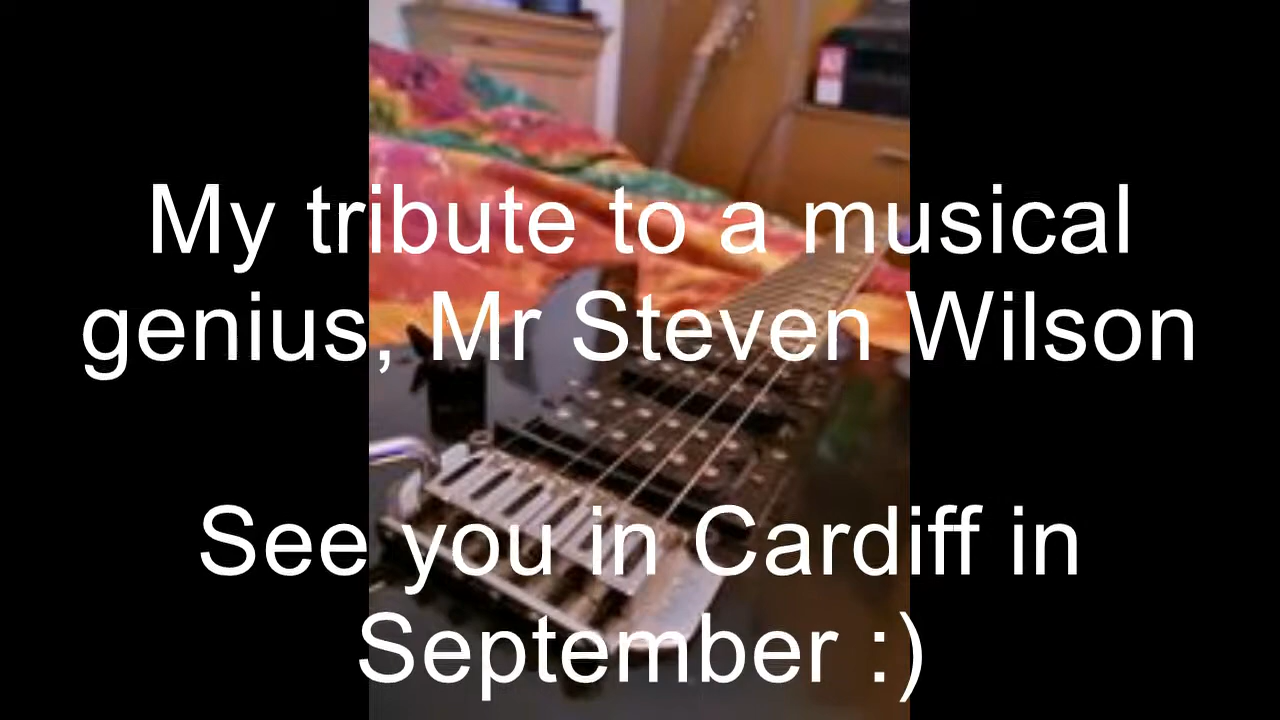 My tribute to a musical
genius, Mr Steven Wilson
See you in Cardiff in
September :)